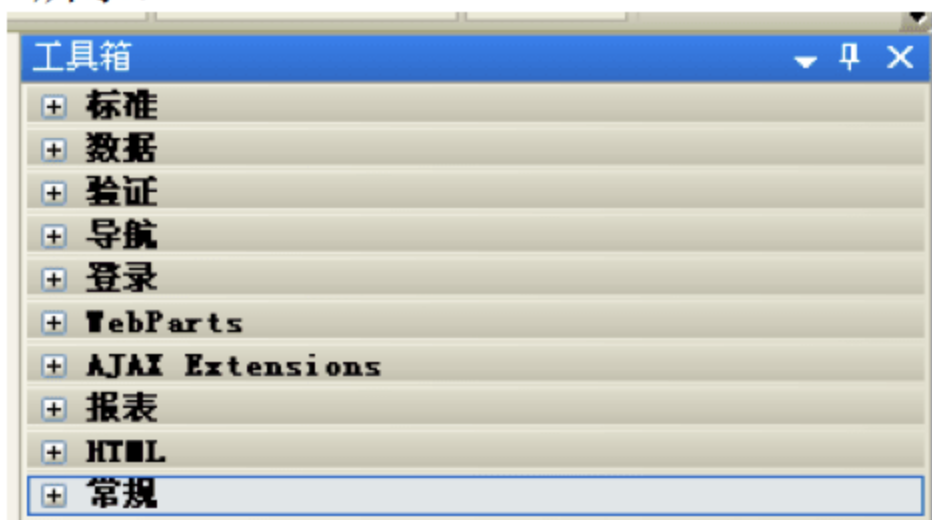 工具箱
标准
数据
验证
导航
登录
WebParts
AJAX Extensions
报表
HTML
常规